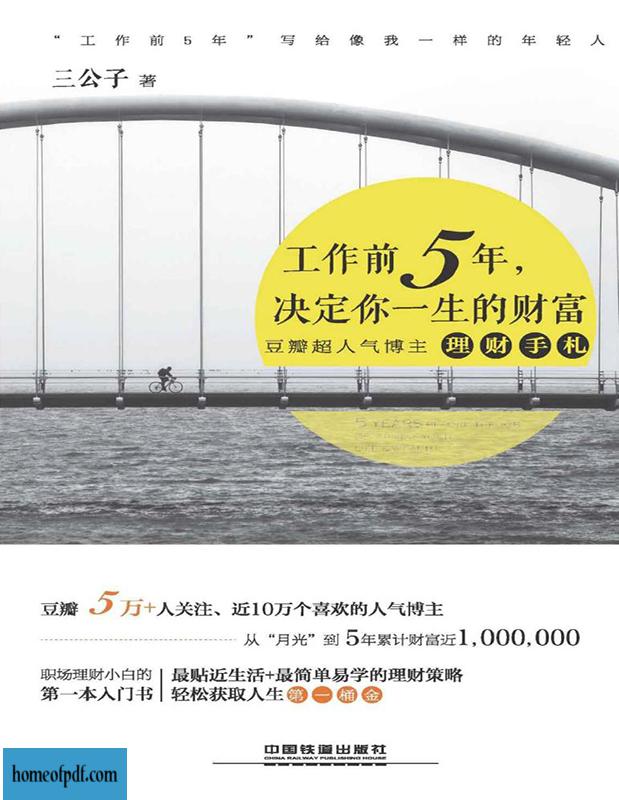 “工作前5年”写给像我一样的年轻人
三公子 著
工作前5年，
决定你一生的财富
豆瓣超人气博主 理财手札
5 YEARS
豆瓣 5万+人关注、近10万个喜欢的人气博主
从“月光”到5年累计财富近1,000,000
职场理财小白的
第一本入门书
最贴近生活+最简单易学的理财策略
轻松获取人生第一桶金
中国铁道出版社
CHINA RAILWAY PUBLISHING HOUSE
homeofpdf.com